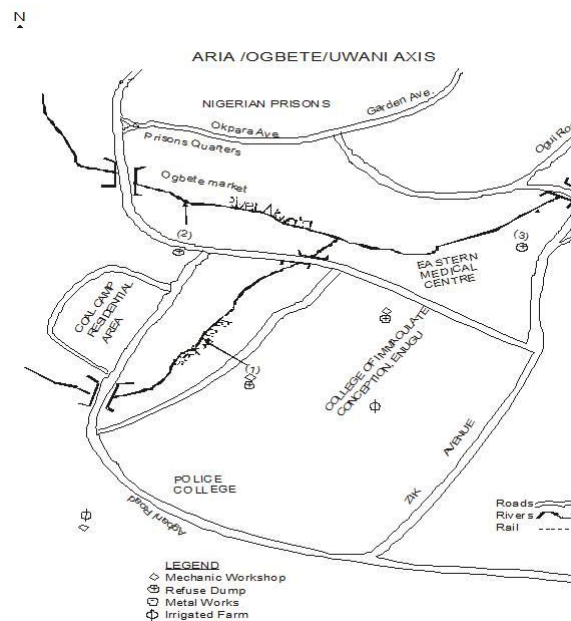 N
ARIA /OGBETE/UWANI AXIS
NIGERIAN PRISONS
Garden Ave.
Okpara Ave.
Prisons Quarters
Ogui Ro
Ogbete market
(2)
(3)
EASTERN
MEDICAL
CENTRE
COAL CAMP
RESIDENTIAL
AREA
(1)
COLLEGE OF IMMACULATE
CONCEPTION, ENUGU
ZIK AVENUE
POLICE
COLLEGE
Agbani Road
Roads
Rivers
Rail
LEGEND
Mechanic Workshop
Refuse Dump
Metal Works
Irrigated Farm